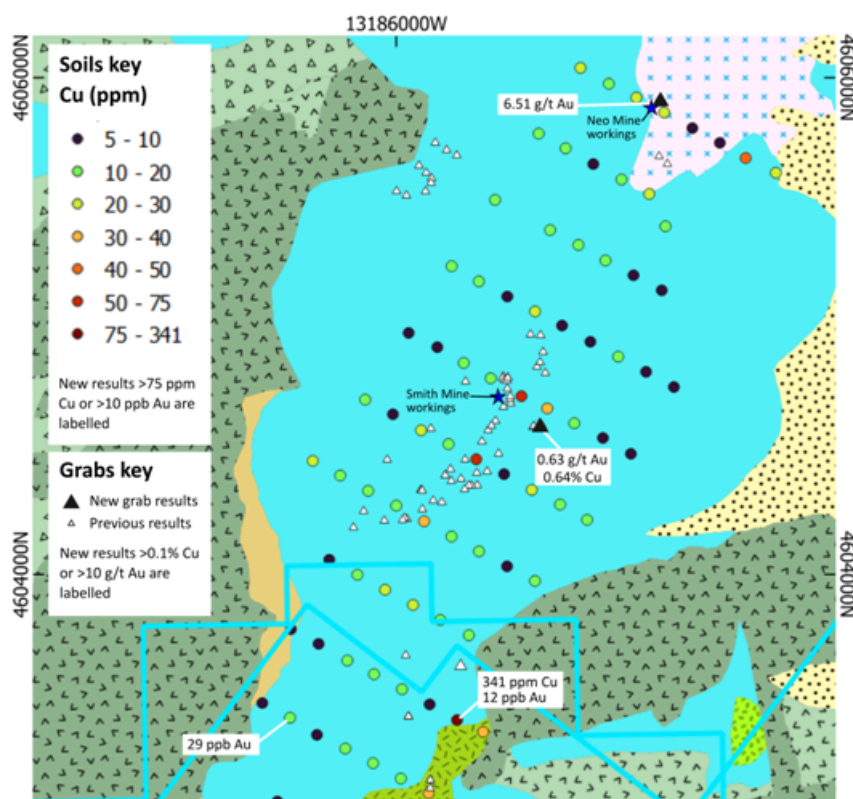 13186000W
4606000N
4606000N
Soils key
Cu (ppm)
5 - 10
10 - 20
20 - 30
30 - 40
40 - 50
50 - 75
75 - 341
New results >75 ppm
Cu or >10 ppb Au are
labelled
Grabs key
New grab results
Previous results
New results >0.1% Cu
or >10 g/t Au are
labelled
6.51 g/t Au
Neo Mine
workings
Smith Mine
workings
0.63 g/t Au
0.64% Cu
4604000N
4604000N
341 ppm Cu
12 ppb Au
29 ppb Au